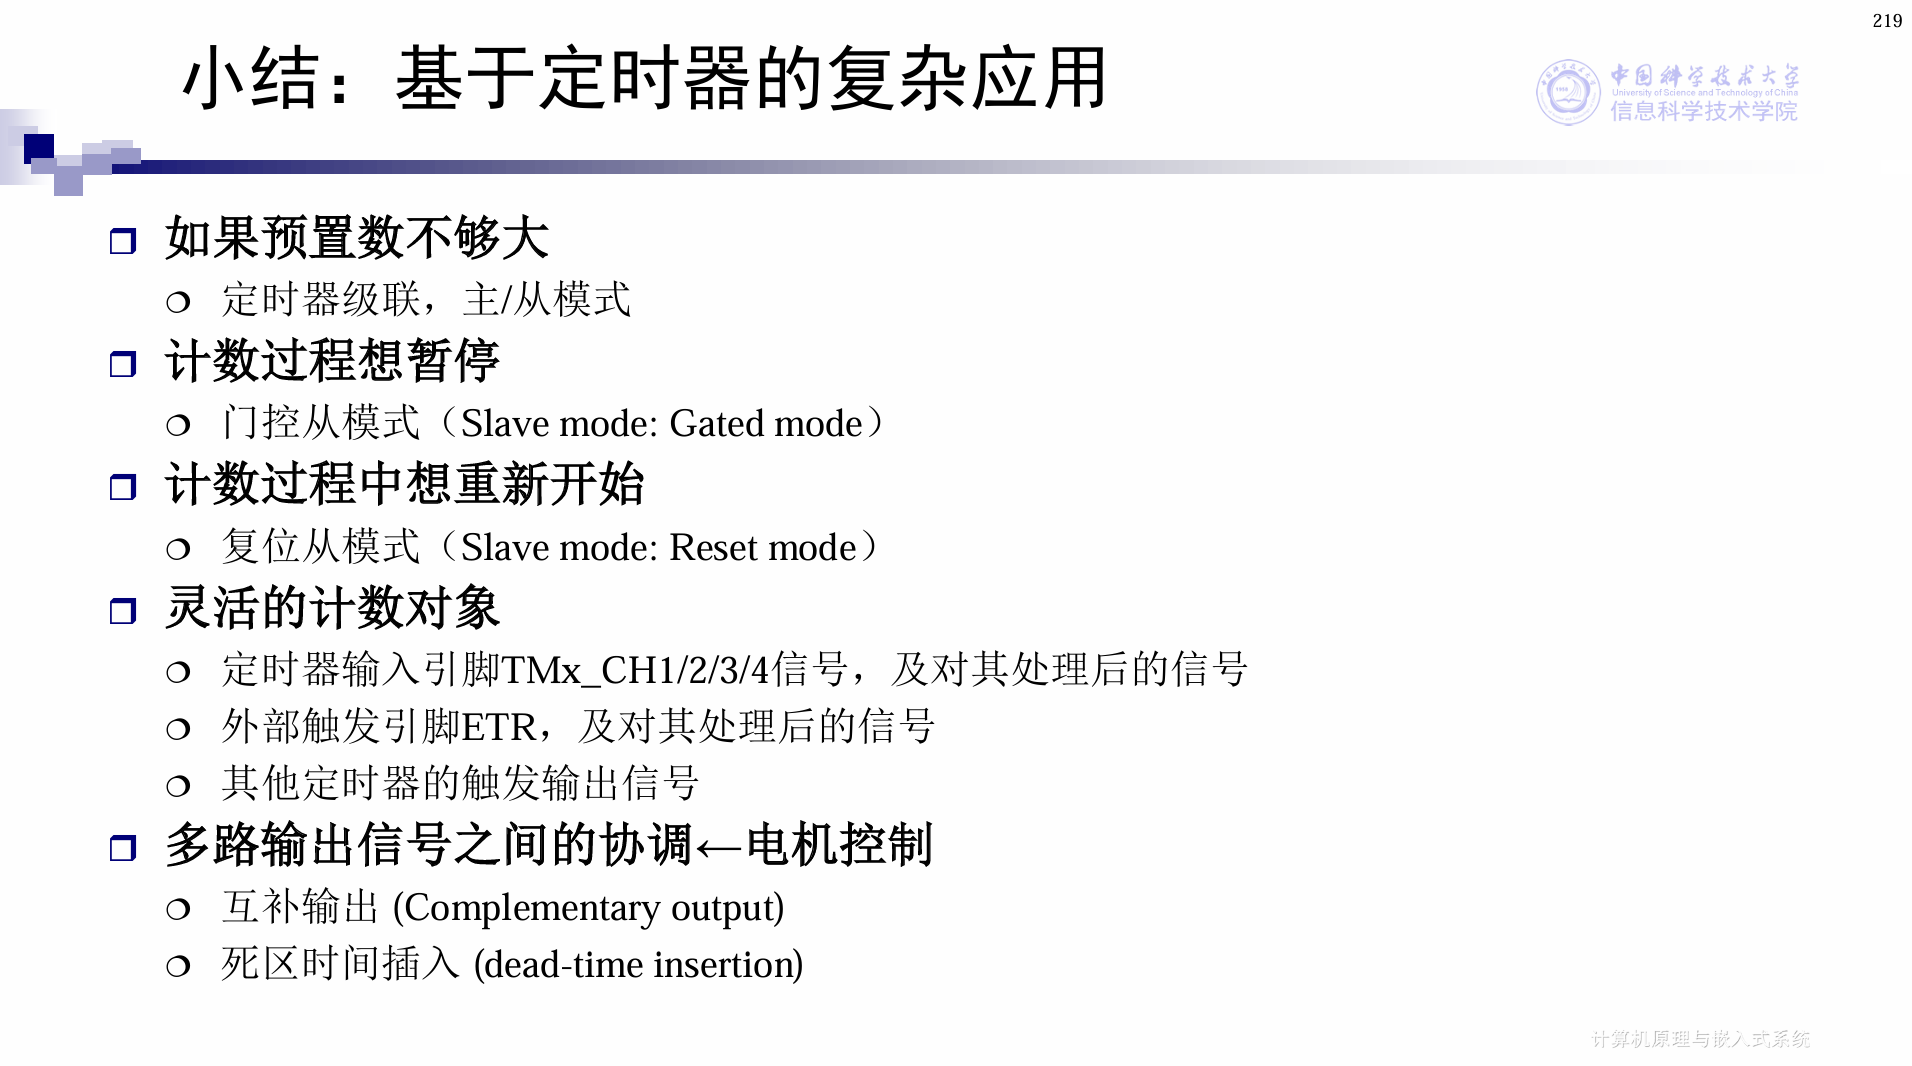 219
小结：基于定时器的复杂应用
中国科学技术大学
University of Science and Technology of China
信息科学技术学院
如果预置数不够大
定时器级联，主/从模式
计数过程想暂停
门控从模式（Slave mode: Gated mode）
计数过程中想重新开始
复位从模式（Slave mode: Reset mode）
灵活的计数对象
定时器输入引脚TMx_CH1/2/3/4信号，及对其处理后的信号
外部触发引脚ETR，及对其处理后的信号
其他定时器的触发输出信号
多路输出信号之间的协调←电机控制
互补输出 (Complementary output)
死区时间插入 (dead-time insertion)
计算机原理与嵌入式系统